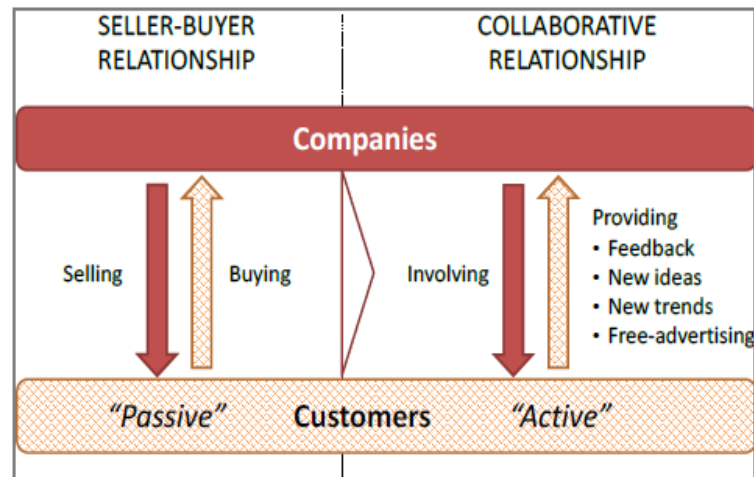 SELLER-BUYER
RELATIONSHIP
COLLABORATIVE
RELATIONSHIP
Companies
Selling
Buying
Involving
Providing
• Feedback
• New ideas
• New trends
• Free-advertising
“Passive” Customers “Active”